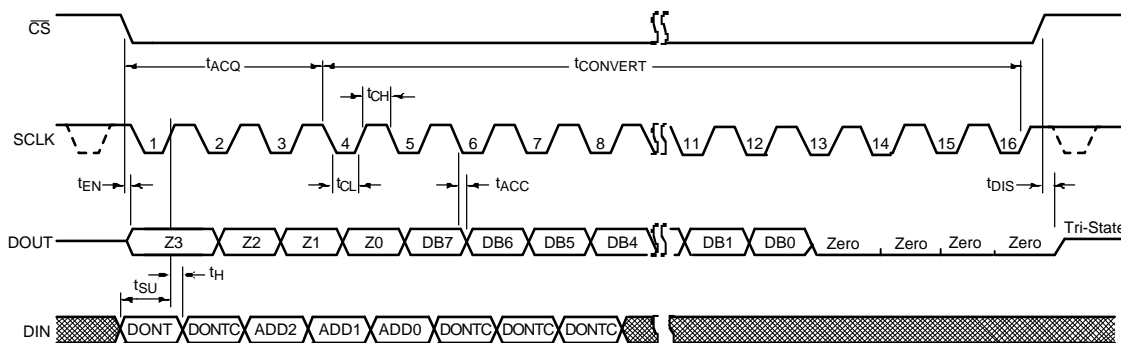 CS
tACQ
tCONVERT
tCH
SCLK
1 2 3 4 5 6 7 8 11 12 13 14 15 16
tEN
tCL
tACC
tDIS
DOUT
Z3 Z2 Z1 Z0 DB7 DB6 DB5 DB4 DB1 DB0 Zero Zero Zero Zero
Tri-State
tSU
tH
DIN
DONT DONTC ADD2 ADD1 ADD0 DONTC DONTC DONTC